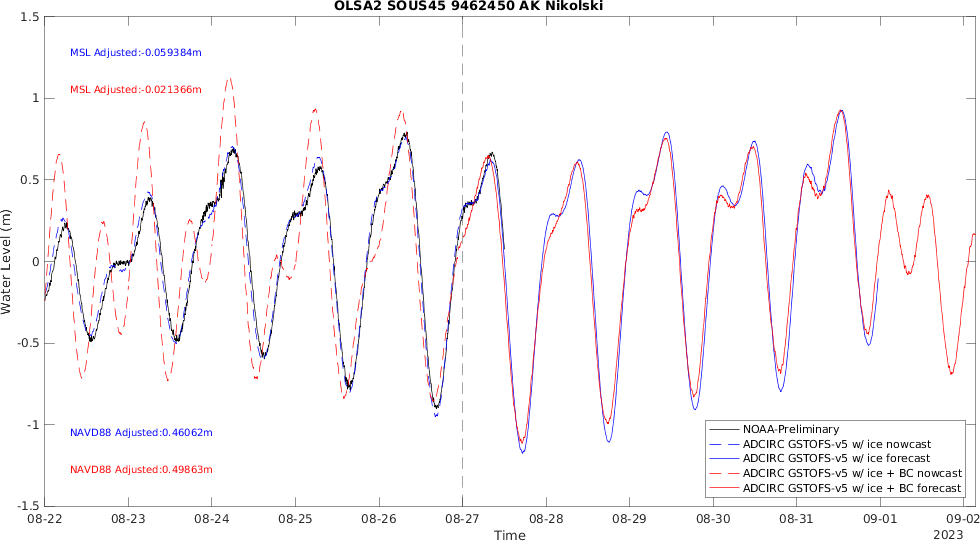 OLSA2 SOUS45 9462450 AK Nikolski
MSL Adjusted:-0.059384m
MSL Adjusted:-0.021366m
NAVD88 Adjusted:0.46062m
NAVD88 Adjusted:0.49863m
Water Level (m)
1.5
1
0.5
0
-0.5
-1
-1.5
NOAA-Preliminary
ADCIRC GSTOFS-v5 w/ ice nowcast
ADCIRC GSTOFS-v5 w/ ice forecast
ADCIRC GSTOFS-v5 w/ ice + BC nowcast
ADCIRC GSTOFS-v5 w/ ice + BC forecast
08-22 08-23 08-24 08-25 08-26 08-27 08-28 08-29 08-30 08-31 09-01 09-02
Time
2023